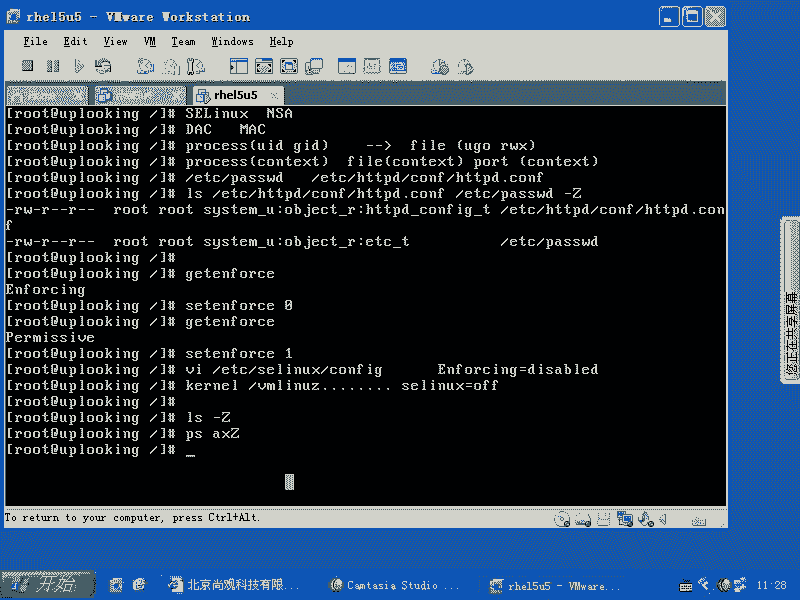 rhel5u5 - VMware Workstation
File Edit View VM Team Windows Help
rhel5u5
[root@uplooking /]# SELinux  NSA
[root@uplooking /]# DAC   MAC
[root@uplooking /]# process(uid gid)    -->  file (ugo rwx)
[root@uplooking /]# process(context)  file(context) port (context)
[root@uplooking /]# /etc/passwd   /etc/httpd/conf/httpd.conf
[root@uplooking /]# ls /etc/httpd/conf/httpd.conf /etc/passwd -Z
-rw-r--r--  root root system_u:object_r:httpd_config_t /etc/httpd/conf/httpd.con
f
-rw-r--r--  root root system_u:object_r:etc_t          /etc/passwd
[root@uplooking /]#
[root@uplooking /]# getenforce
Enforcing
[root@uplooking /]# setenforce 0
[root@uplooking /]# getenforce
Permissive
[root@uplooking /]# setenforce 1
[root@uplooking /]# vi /etc/selinux/config      Enforcing=disabled
[root@uplooking /]# kernel /vmlinuz........ selinux=off
[root@uplooking /]#
[root@uplooking /]# ls -Z
[root@uplooking /]# ps axZ
[root@uplooking /]# _
To return to your computer, press Ctrl+Alt.
您正在共享屏幕
开始 北京尚观科技有限... Camtasia Studio ... rhel5u5 - VMware... 11:28